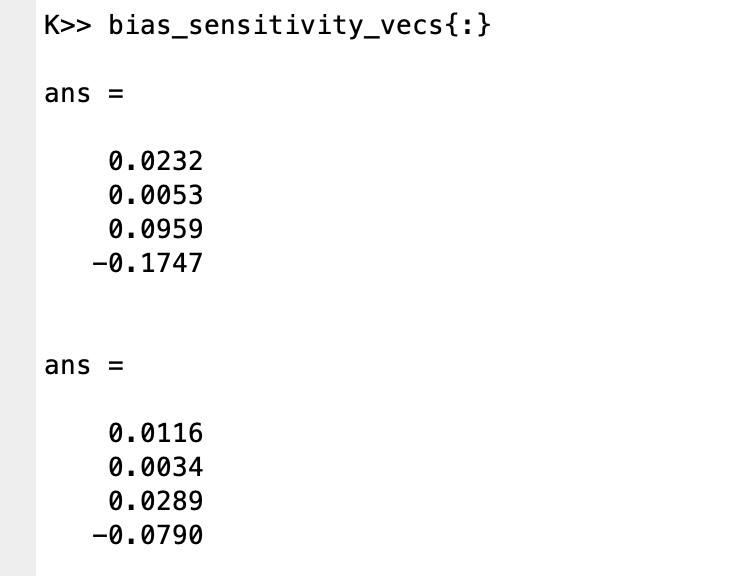 K>> bias_sensitivity_vecs{:}
ans =
0.0232
0.0053
0.0959
-0.1747
ans =
0.0116
0.0034
0.0289
-0.0790